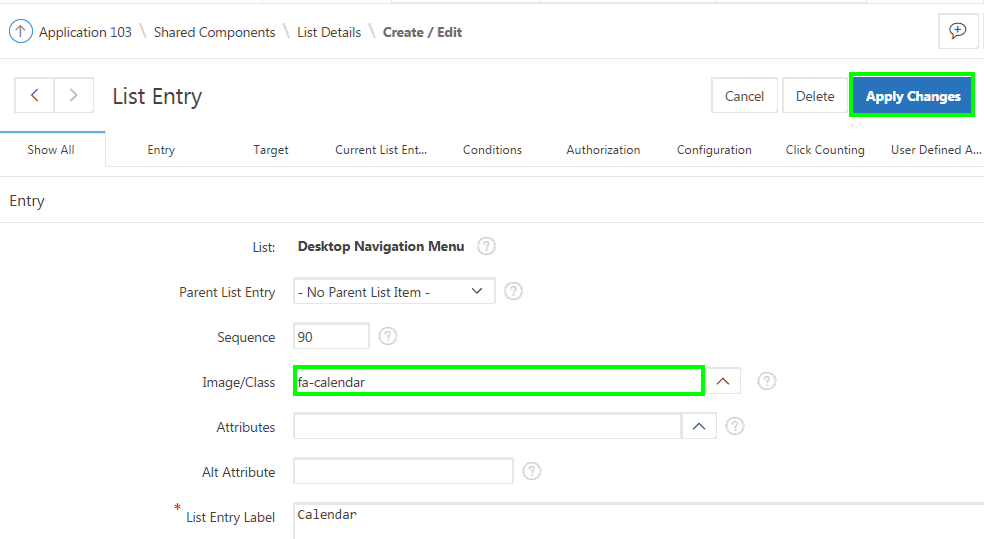 Application 103 \ Shared Components \ List Details \ Create / Edit
List Entry
Cancel Delete Apply Changes
Show All Entry Target Current List Ent... Conditions Authorization Configuration Click Counting User Defined A...
Entry
List: Desktop Navigation Menu ?
Parent List Entry - No Parent List Item - ?
Sequence 90 ?
Image/Class fa-calendar ?
Attributes ?
Alt Attribute ?
* List Entry Label Calendar